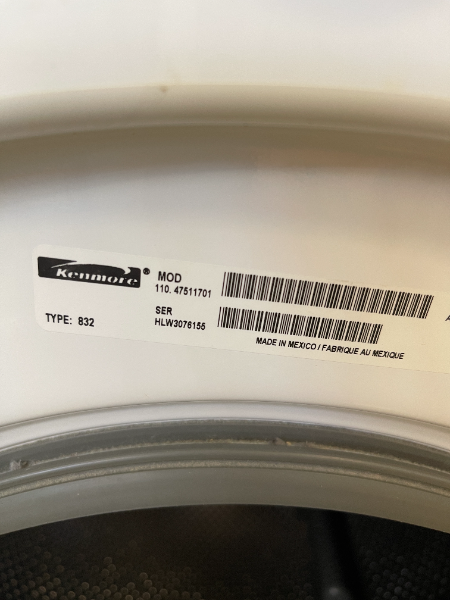 Kenmore®
MOD
110. 47511701
SER
HLW3076155
TYPE: 832
MADE IN MEXICO / FABRIQUE AU MEXIQUE